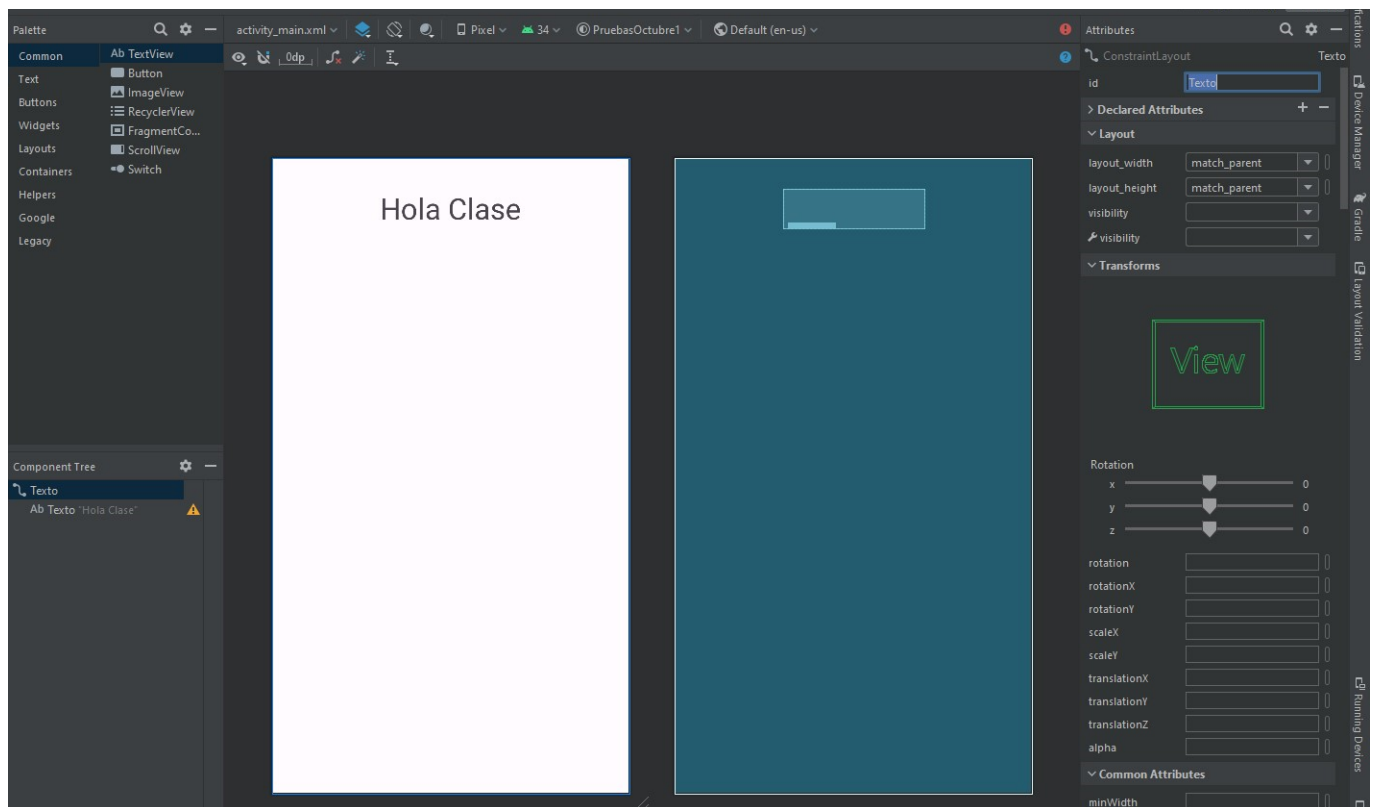 Palette
activity_main.xml
Pixel
34
PruebasOctubre1
Default (en-us)
Attributes
Common
Text
Buttons
Widgets
Layouts
Containers
Helpers
Google
Legacy
Ab TextView
Button
ImageView
RecyclerView
FragmentCo...
ScrollView
Switch
0dp
Hola Clase
Component Tree
Texto
Ab Texto "Hola Clase"
ConstraintLayout Texto
id Texto
Declared Attributes
Layout
layout_width match_parent
layout_height match_parent
visibility
visibility
Transforms
View
Rotation
x 0
y 0
z 0
rotation
rotationX
rotationY
scaleX
scaleY
translationX
translationY
translationZ
alpha
Common Attributes
minWidth
Device Manager
Gradle
Layout Validation
Running Devices